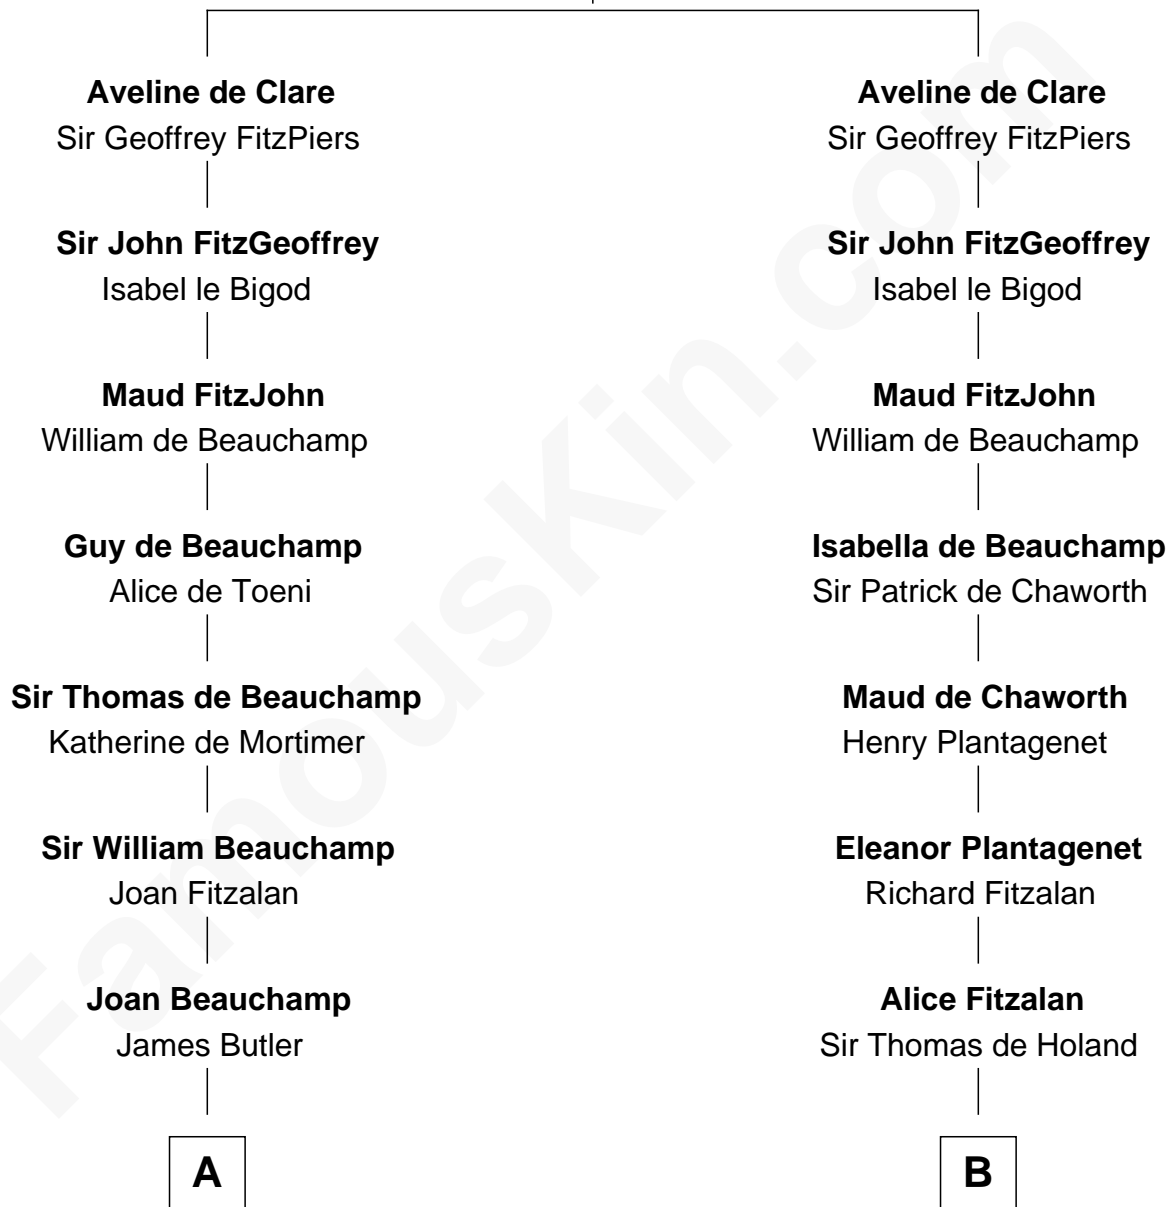 Aveline de Clare
Sir Geoffrey FitzPiers
Sir John FitzGeoffrey
Isabel le Bigod
Maud FitzJohn
William de Beauchamp
Guy de Beauchamp
Alice de Toeni
Sir Thomas de Beauchamp
Katherine de Mortimer
Sir William Beauchamp
Joan Fitzalan
Joan Beauchamp
James Butler
A
Aveline de Clare
Sir Geoffrey FitzPiers
Sir John FitzGeoffrey
Isabel le Bigod
Maud FitzJohn
William de Beauchamp
Isabella de Beauchamp
Sir Patrick de Chaworth
Maud de Chaworth
Henry Plantagenet
Eleanor Plantagenet
Richard Fitzalan
Alice Fitzalan
Sir Thomas de Holand
B
FamousKin.com